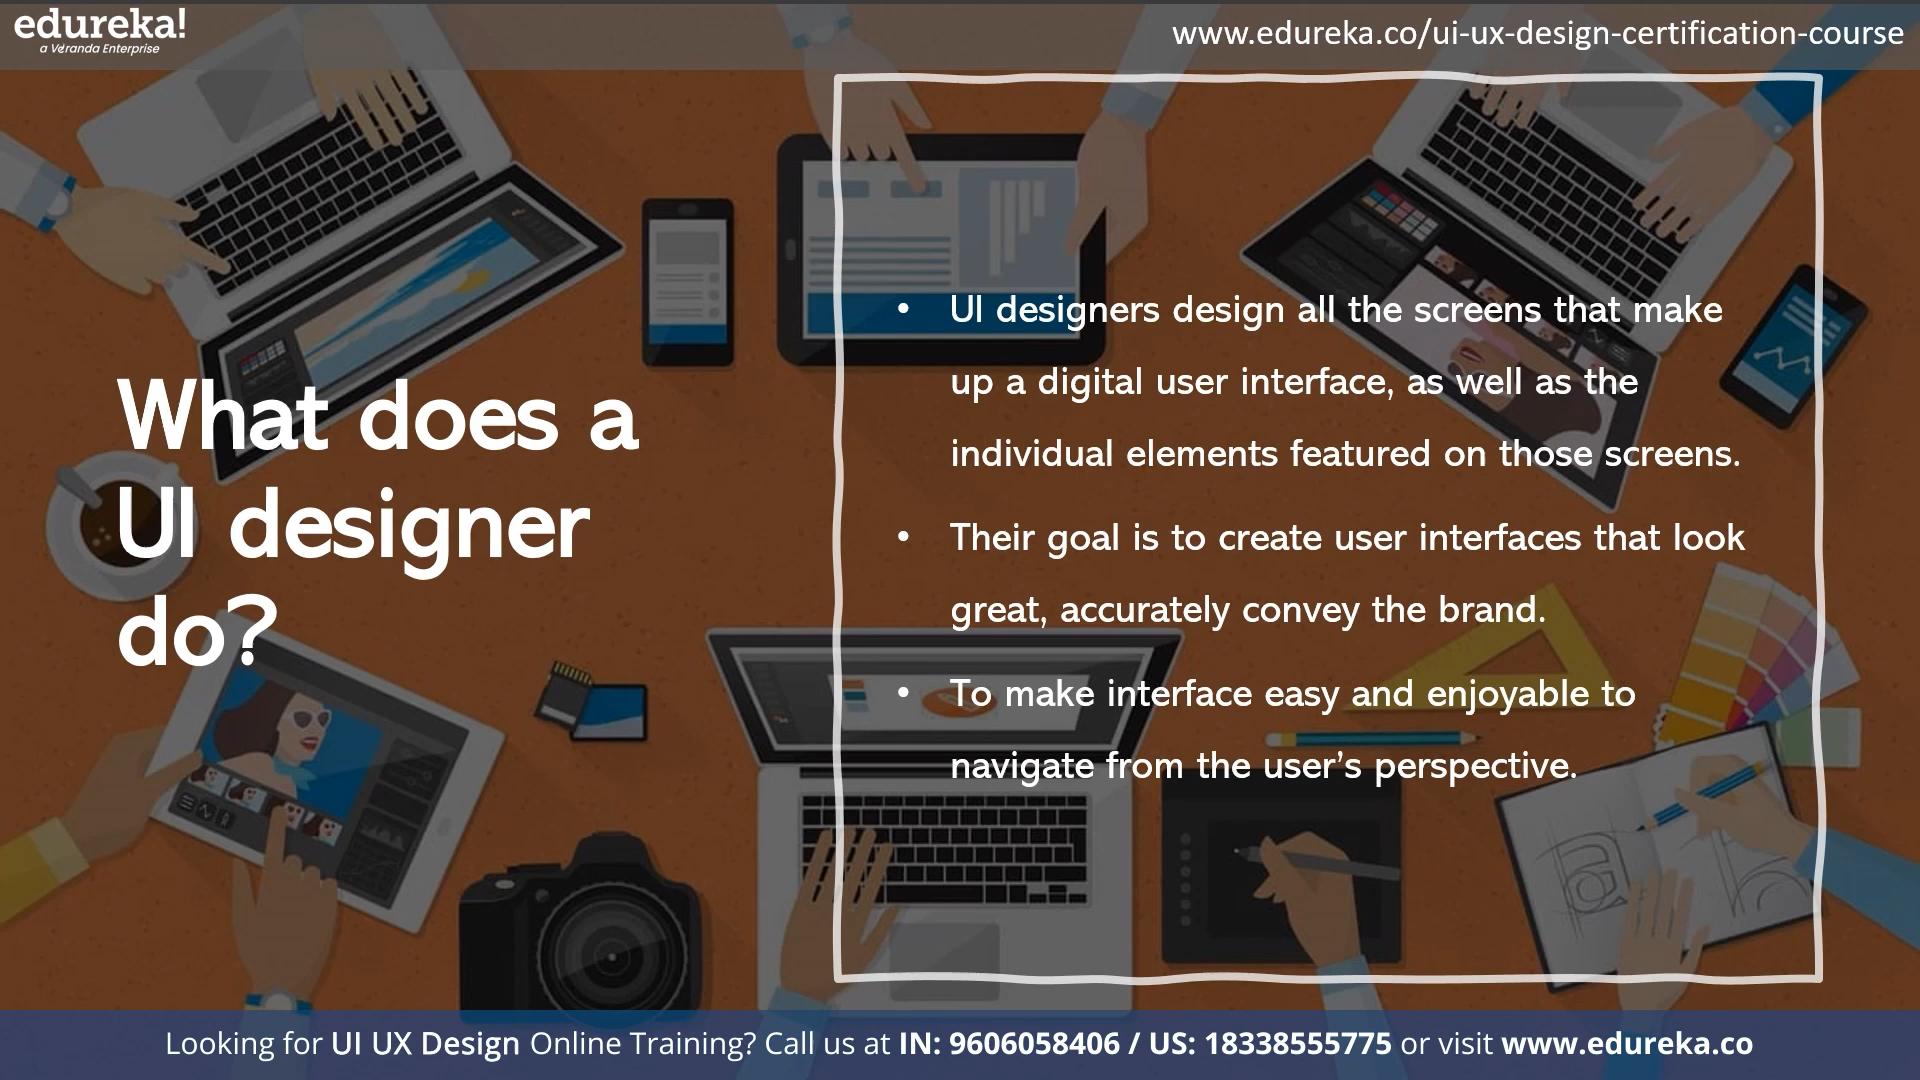 edureka!
a Veranda Enterprise
www.edureka.co/ui-ux-design-certification-course
What does a
UI designer
do?
• UI designers design all the screens that make
up a digital user interface, as well as the
individual elements featured on those screens.
• Their goal is to create user interfaces that look
great, accurately convey the brand.
• To make interface easy and enjoyable to
navigate from the user’s perspective.
Looking for UI UX Design Online Training? Call us at IN: 9606058406 / US: 18338555775 or visit www.edureka.co